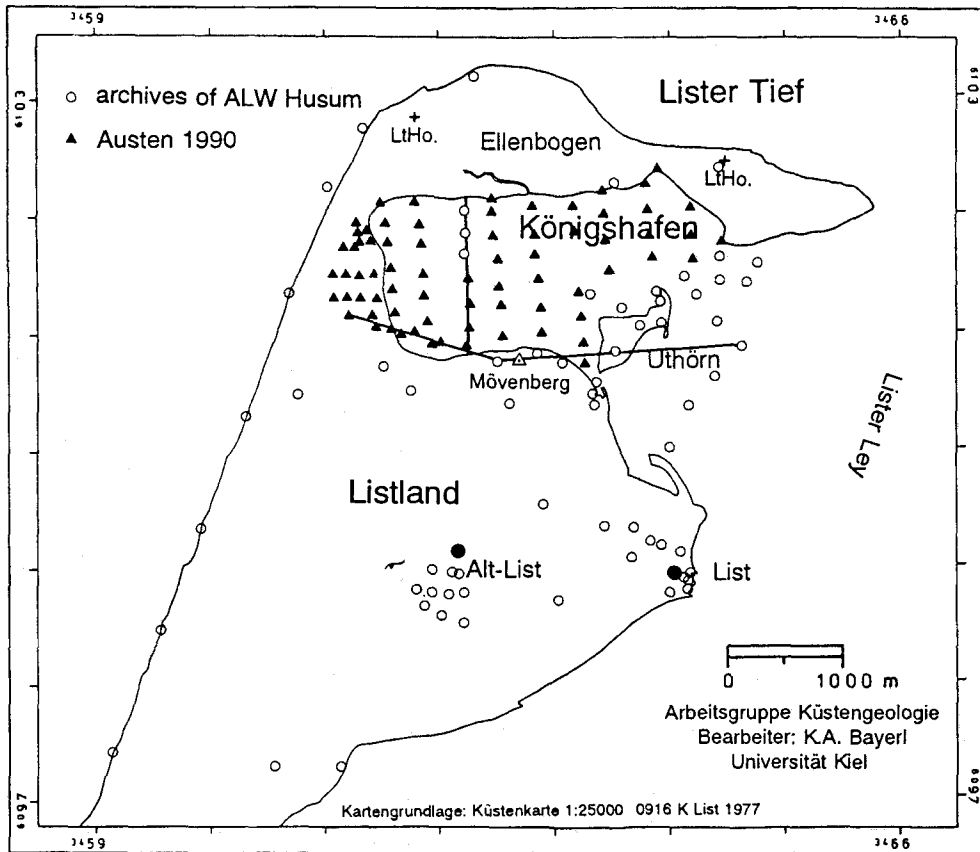 3459
3466
6103
6103
○ archives of ALW Husum
▲ Austen 1990
Lister Tief
LtHo.
Ellenbogen
LtHo.
Königshafen
Uthörn
Mövenberg
Lister Ley
Listland
Alt-List
List
0 1000 m
Arbeitsgruppe Küstengeologie
Bearbeiter: K.A. Bayerl
Universität Kiel
Kartengrundlage: Küstenkarte 1:25000 0916 K List 1977
6097
6097
3459
3466